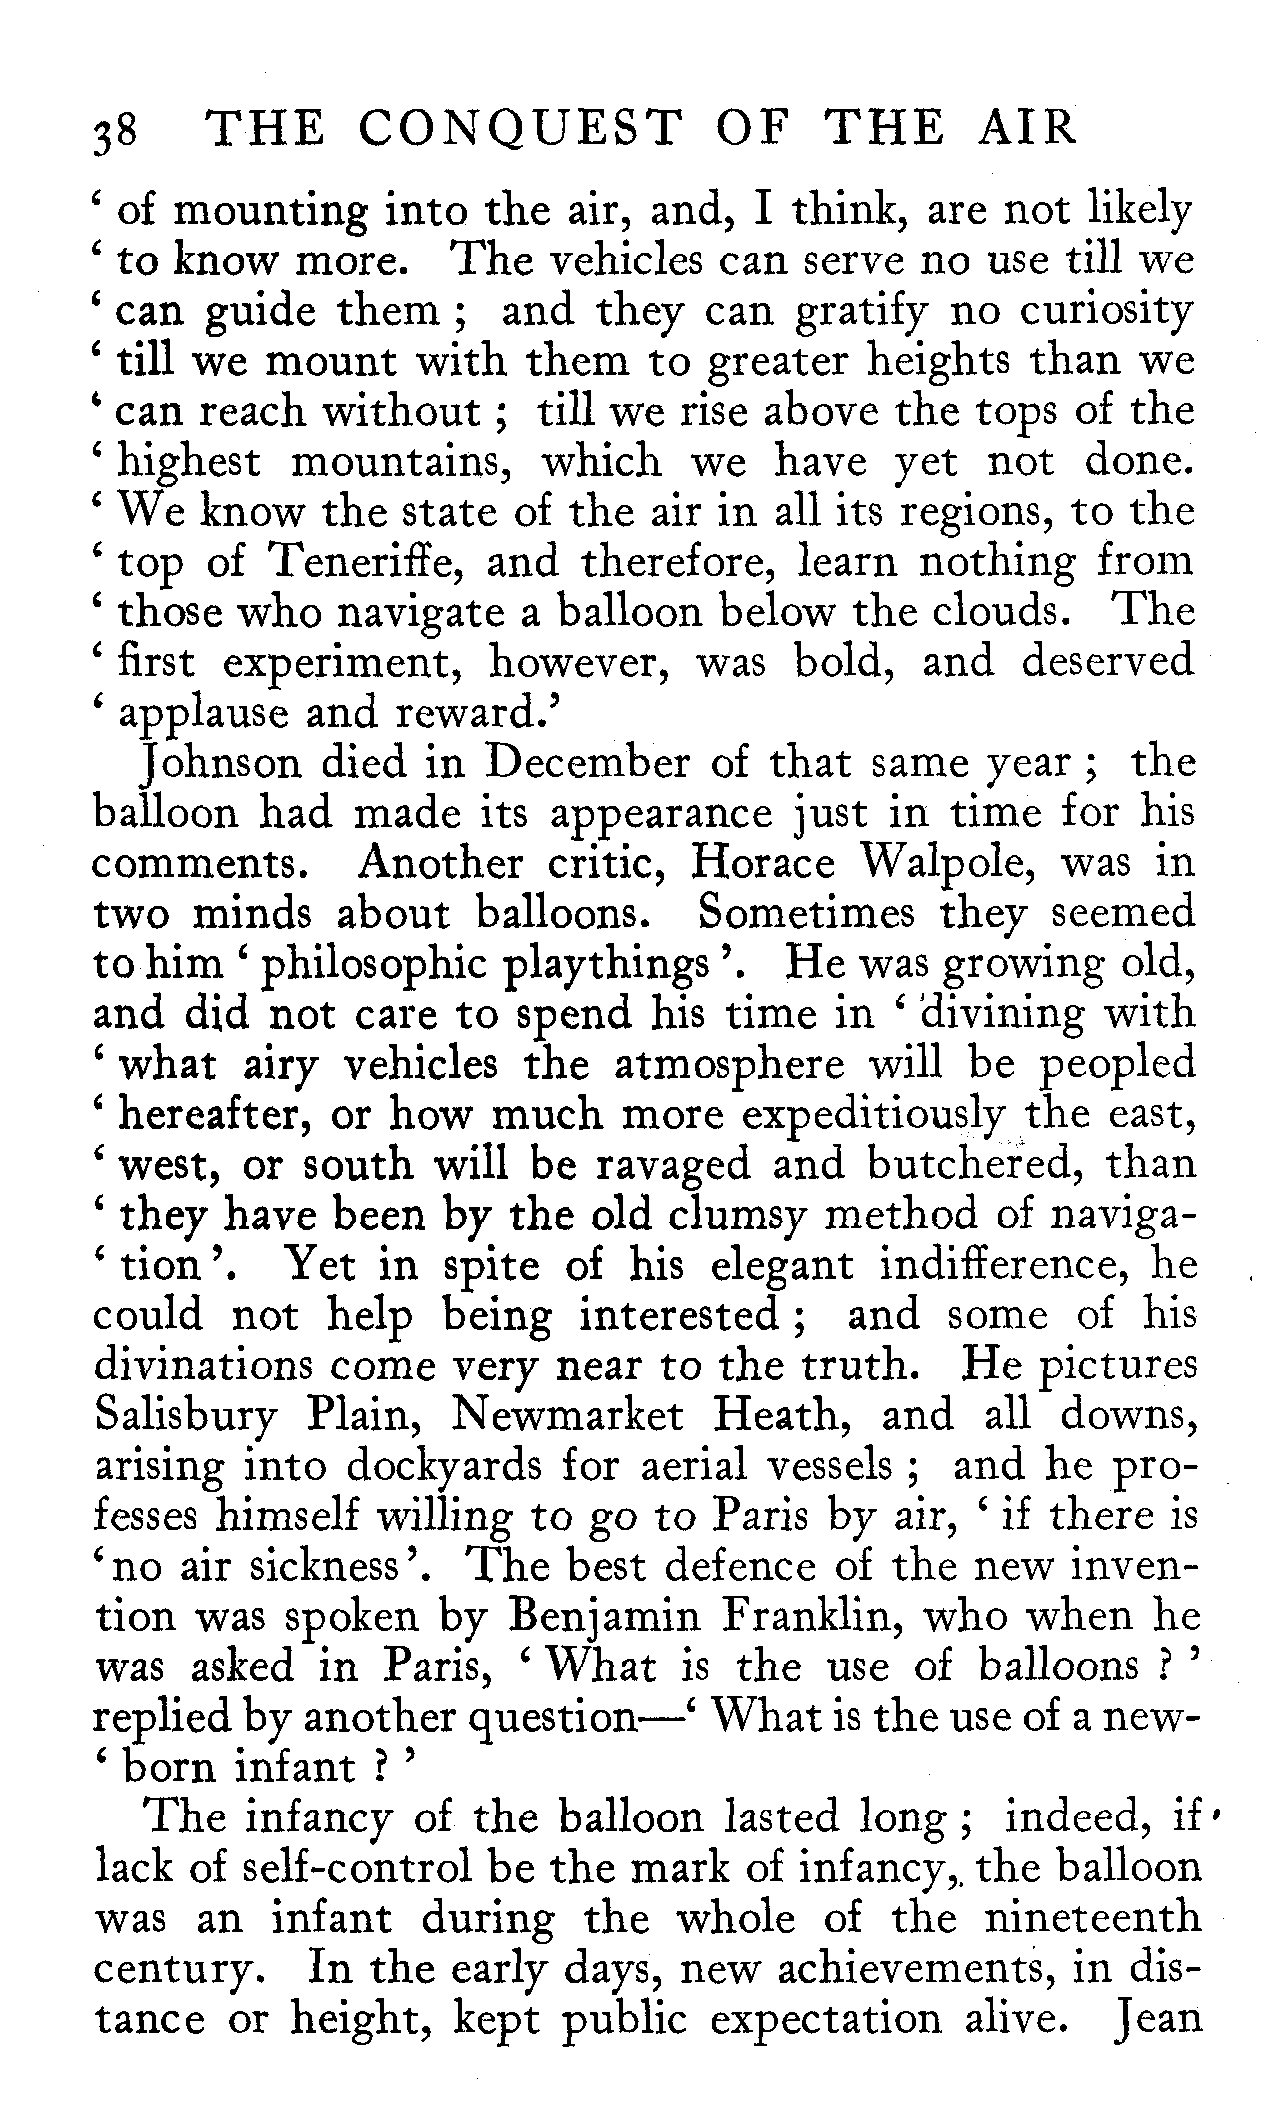 38 THE CONQUEST OF THE AIR
‘ of mounting into the air, and, I think, are not likely
‘ to know more. The vehicles can serve no use till we
‘ can guide them ; and they can gratify no curiosity
‘ till we mount with them to greater heights than we
‘ can reach without ; till we rise above the tops of the
‘ highest mountains, which we have yet not done.
‘ We know the state of the air in all its regions, to the
‘ top of Teneriffe, and therefore, learn nothing from
‘ those who navigate a balloon below the clouds. The
‘ first experiment, however, was bold, and deserved
‘ applause and reward.’
Johnson died in December of that same year ; the
balloon had made its appearance just in time for his
comments. Another critic, Horace Walpole, was in
two minds about balloons. Sometimes they seemed
to him ‘ philosophic playthings ’. He was growing old,
and did not care to spend his time in ‘ divining with
‘ what airy vehicles the atmosphere will be peopled
‘ hereafter, or how much more expeditiously the east,
‘ west, or south will be ravaged and butchered, than
‘ they have been by the old clumsy method of naviga-
‘ tion ’. Yet in spite of his elegant indifference, he
could not help being interested ; and some of his
divinations come very near to the truth. He pictures
Salisbury Plain, Newmarket Heath, and all downs,
arising into dockyards for aerial vessels ; and he pro-
fesses himself willing to go to Paris by air, ‘ if there is
‘ no air sickness ’. The best defence of the new inven-
tion was spoken by Benjamin Franklin, who when he
was asked in Paris, ‘ What is the use of balloons ? ’
replied by another question—‘ What is the use of a new-
‘ born infant ? ’
The infancy of the balloon lasted long ; indeed, if
lack of self-control be the mark of infancy, the balloon
was an infant during the whole of the nineteenth
century. In the early days, new achievements, in dis-
tance or height, kept public expectation alive. Jean